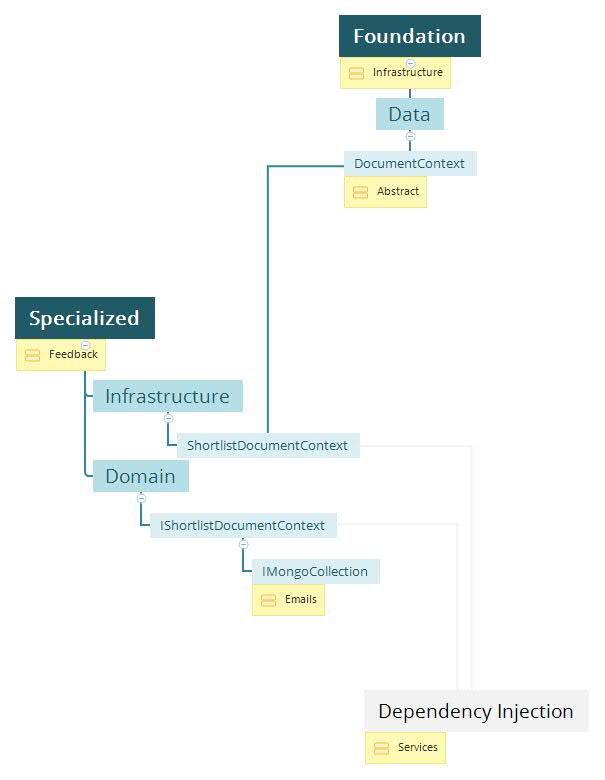 Foundation
Infrastructure
Data
DocumentContext
Abstract
Specialized
Feedback
Infrastructure
ShortlistDocumentContext
Domain
IShortlistDocumentContext
IMongoCollection
Emails
Dependency Injection
Services